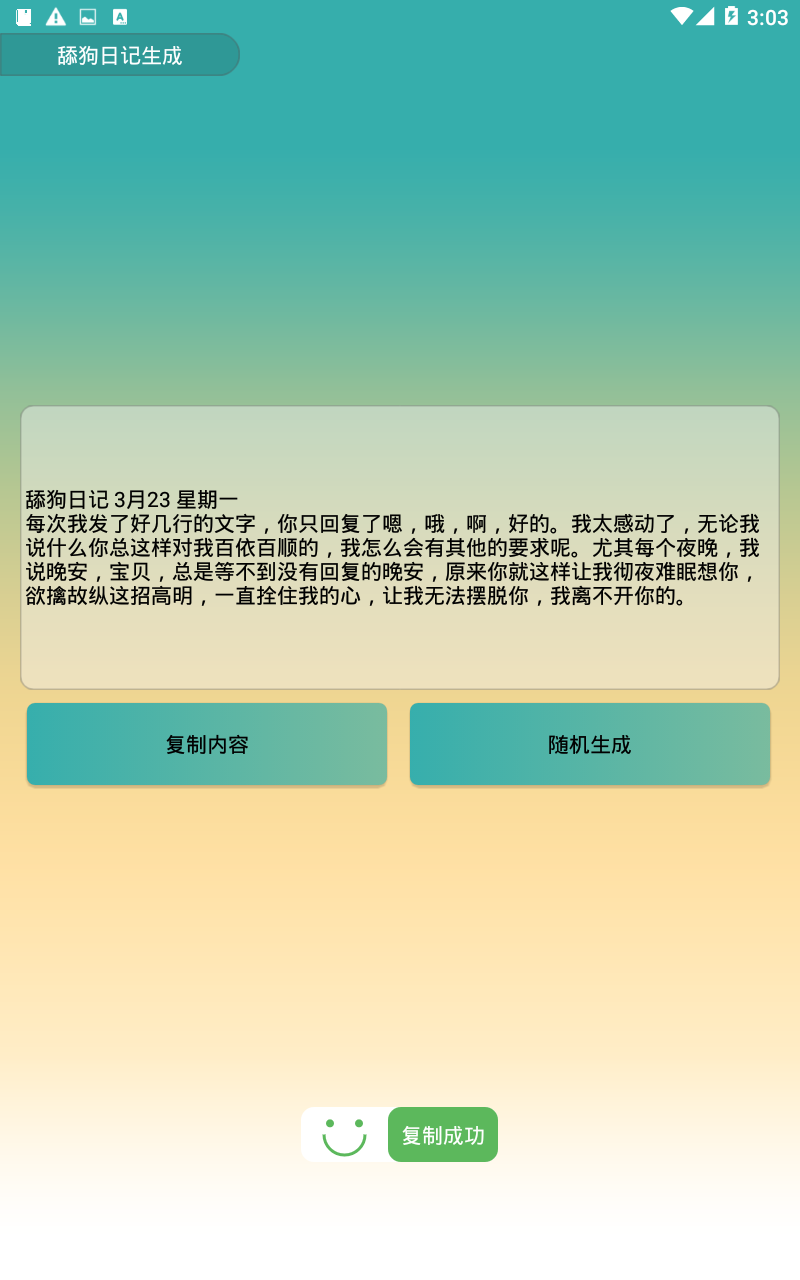 3:03
舔狗日记生成
舔狗日记 3月23 星期一
每次我发了好几行的文字，你只回复了嗯，哦，啊，好的。我太感动了，无论我
说什么你总这样对我百依百顺的，我怎么会有其他的要求呢。尤其每个夜晚，我
说晚安，宝贝，总是等不到没有回复的晚安，原来你就这样让我彻夜难眠想你，
欲擒故纵这招高明，一直拴住我的心，让我无法摆脱你，我离不开你的。
复制内容
随机生成
复制成功